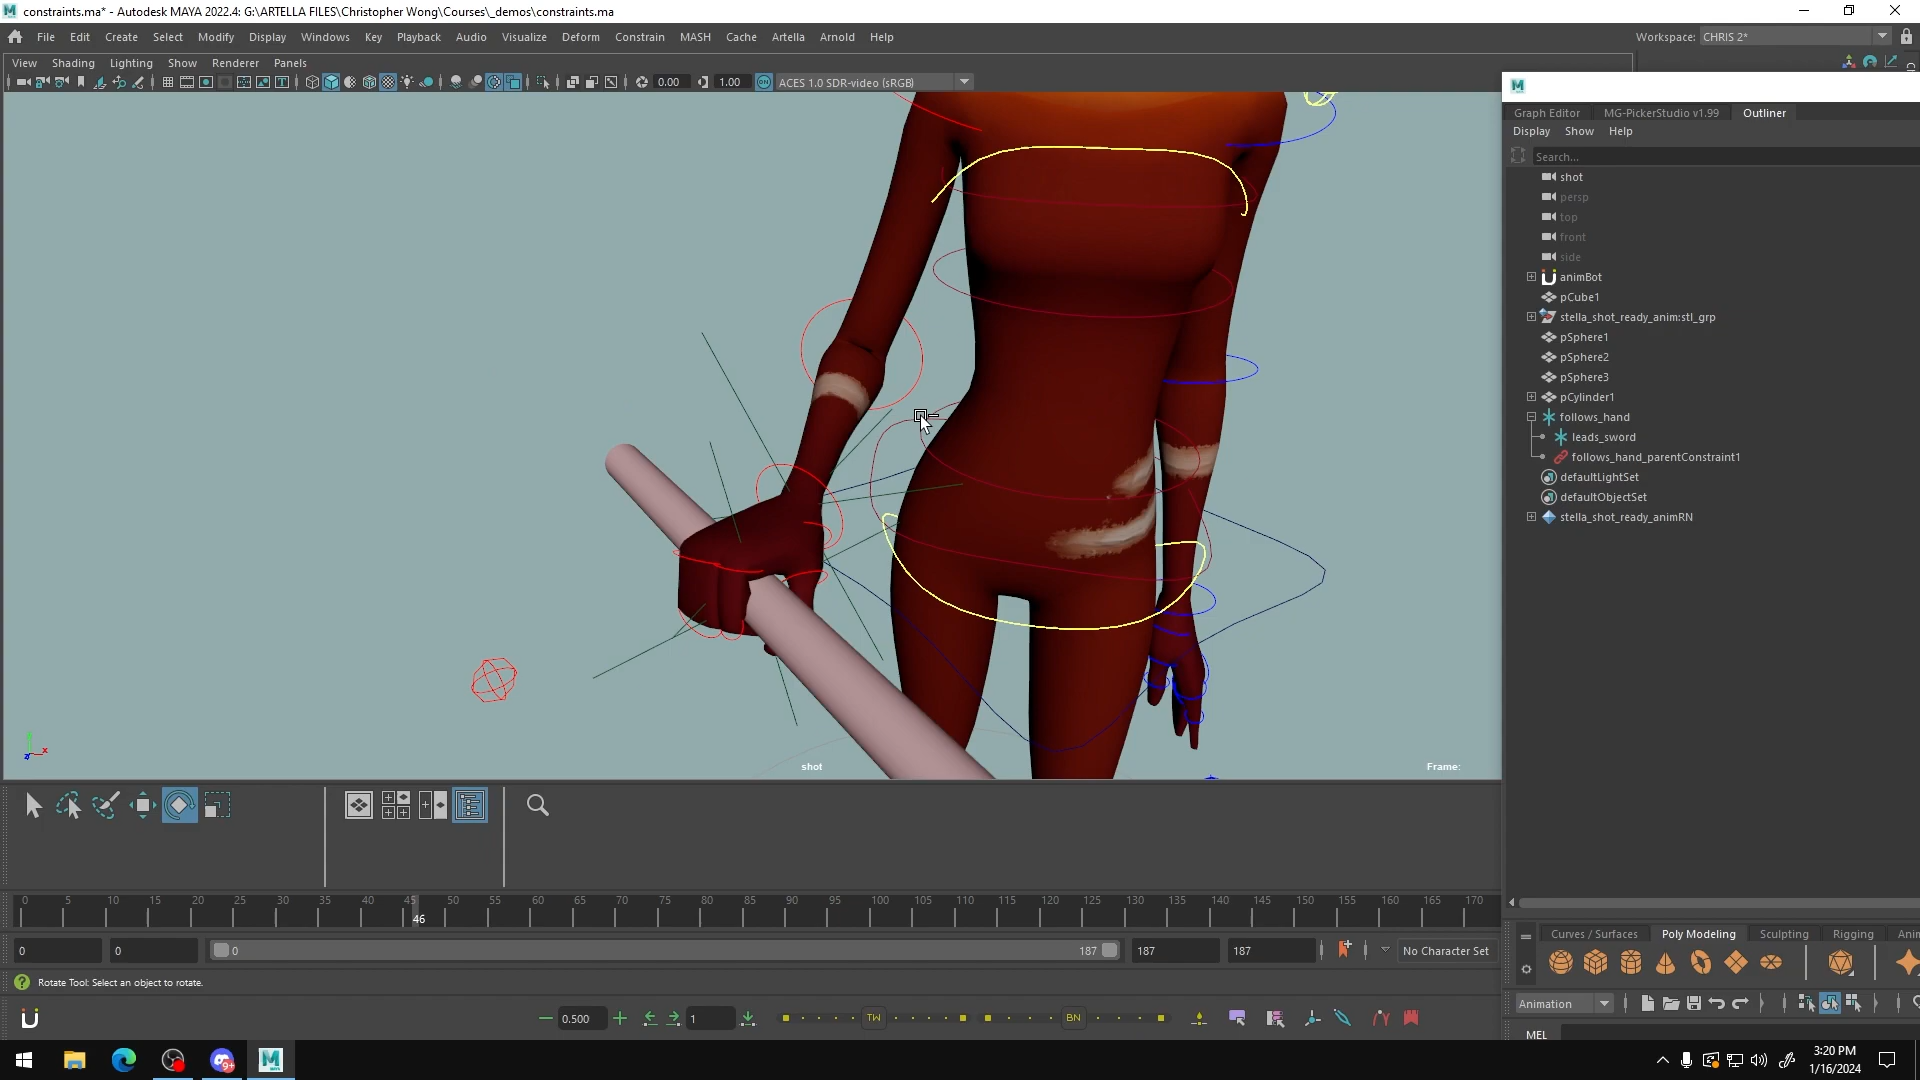 constraints.ma* - Autodesk MAYA 2022.4: G:\ARTELLA FILES\Christopher Wong\Courses\_demos\constraints.ma
File Edit Create Select Modify Display Windows Key Playback Audio Visualize Deform Constrain MASH Cache Artella Arnold Help
Workspace: CHRIS 2*
View Shading Lighting Show Renderer Panels
0.00 1.00 ON ACES 1.0 SDR-video (sRGB)
Graph Editor MG-PickerStudio v1.99 Outliner
Display Show Help
Search...
shot
persp
top
front
side
animBot
pCube1
stella_shot_ready_anim:stl_grp
pSphere1
pSphere2
pSphere3
pCylinder1
follows_hand
leads_sword
follows_hand_parentConstraint1
defaultLightSet
defaultObjectSet
stella_shot_ready_animRN
shot
Frame:
0 5 10 15 20 25 30 35 40 45 50 55 60 65 70 75 80 85 90 95 100 105 110 115 120 125 130 135 140 145 150 155 160 165 170
46
0 0 0 187 187 187 No Character Set
Curves / Surfaces Poly Modeling Sculpting Rigging
Rotate Tool: Select an object to rotate.
Animation
0.500 1 TW BN
MEL
9+
3:20 PM
1/16/2024